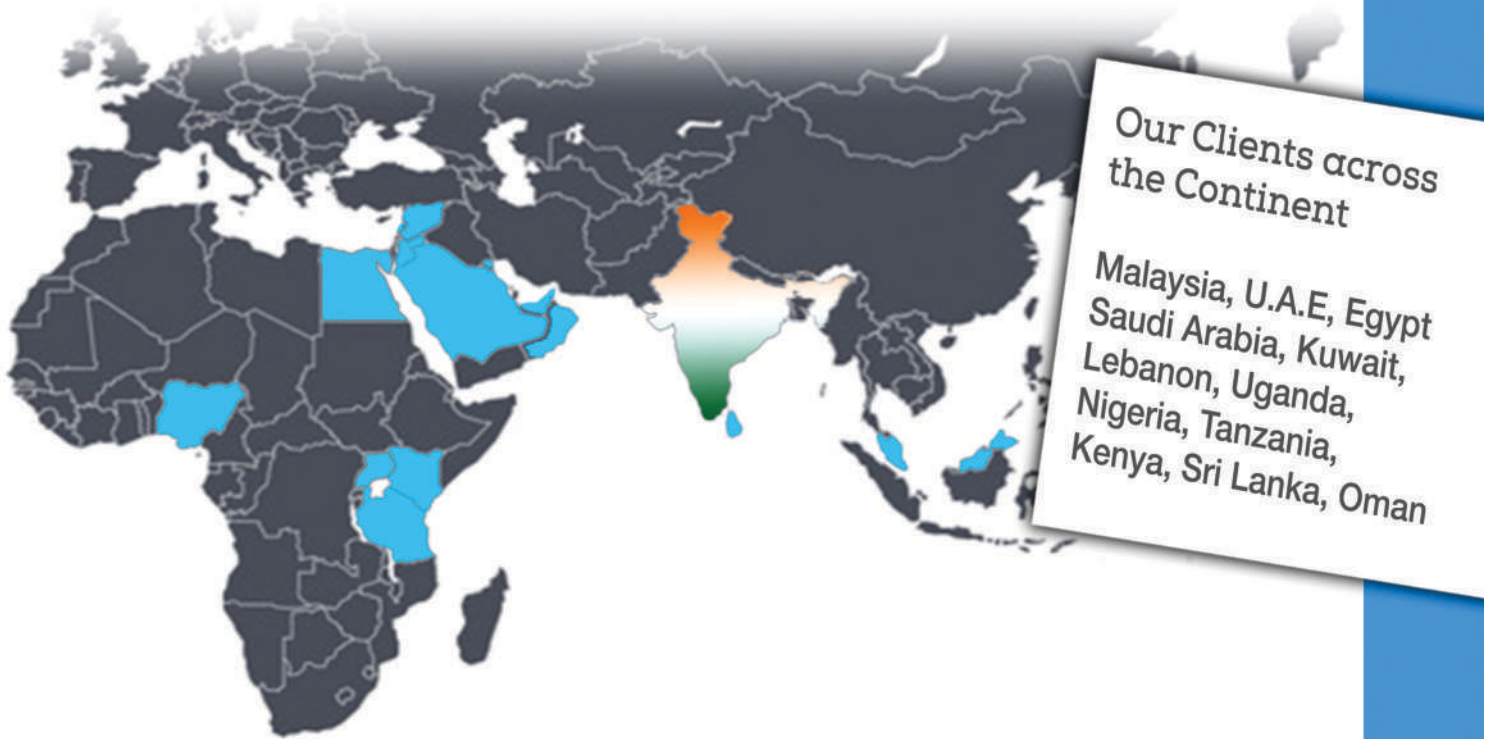 Our Clients across
the Continent
Malaysia, U.A.E, Egypt
Saudi Arabia, Kuwait,
Lebanon, Uganda,
Nigeria, Tanzania,
Kenya, Sri Lanka, Oman